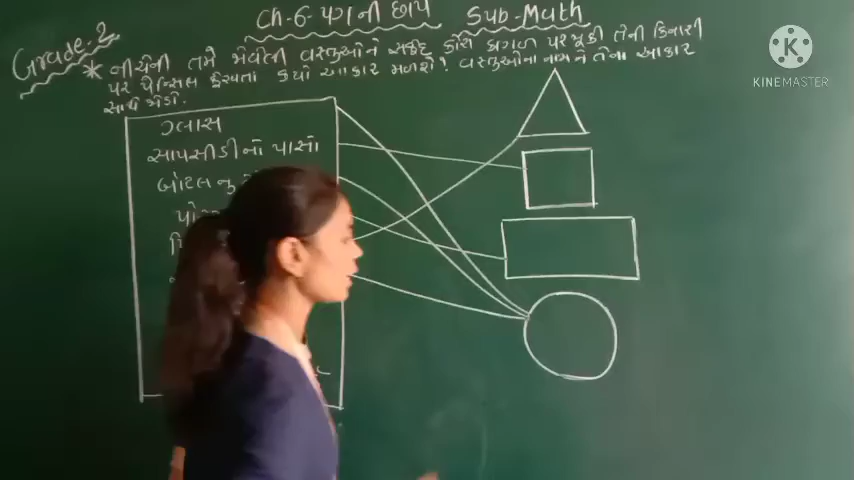 Ch-6-પગની છાપ Sub-Math
Grade-2
* નીચેની તમે મેળવેલી વસ્તુઓને સફેદ કોરા કાગળ પર મૂકી તેની કિનારી
પર પેન્સિલ ફેરવતાં કયો આકાર મળશે? વસ્તુઓના નામને તેના આકાર
સાથે જોડો.
ગ્લાસ
સાપસીડીનો પાસો
બોટલનુ
K
KINEMASTER